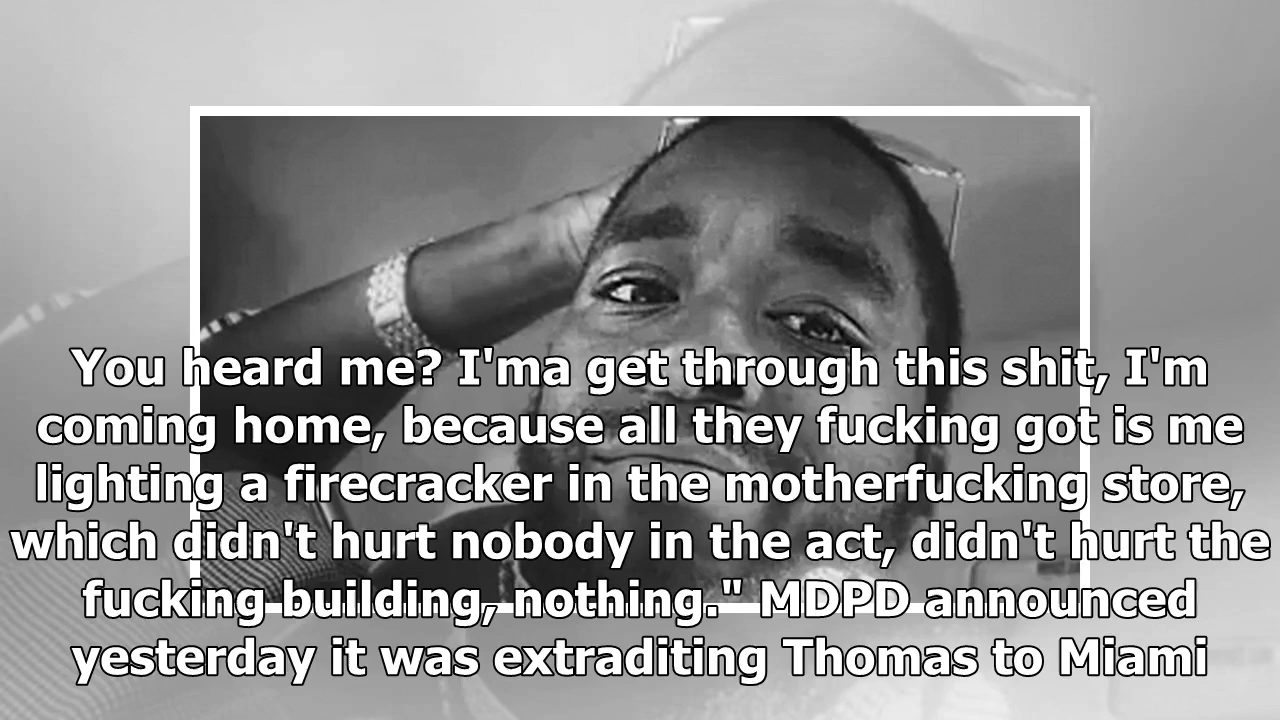 You heard me? I'ma get through this shit, I'm
coming home, because all they fucking got is me
lighting a firecracker in the motherfucking store,
which didn't hurt nobody in the act, didn't hurt the
fucking building, nothing." MDPD announced
yesterday it was extraditing Thomas to Miami